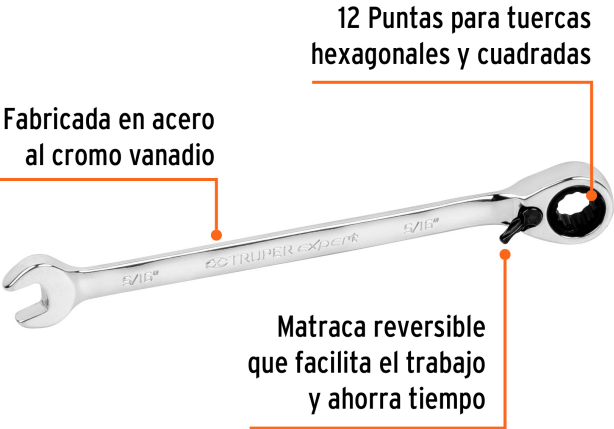 12 Puntas para tuercas
hexagonales y cuadradas
Fabricada en acero
al cromo vanadio
5/16" TRUPER expert 5/16"
Matraca reversible
que facilita el trabajo
y ahorra tiempo